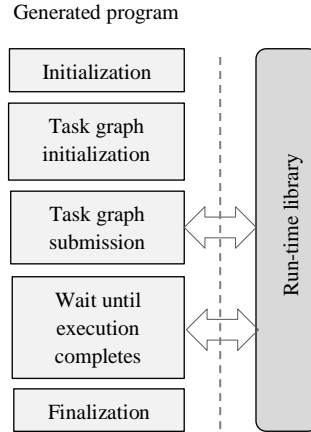 Generated program
Initialization
Task graph
initialization
Task graph
submission
Wait until
execution
completes
Finalization
Run-time library